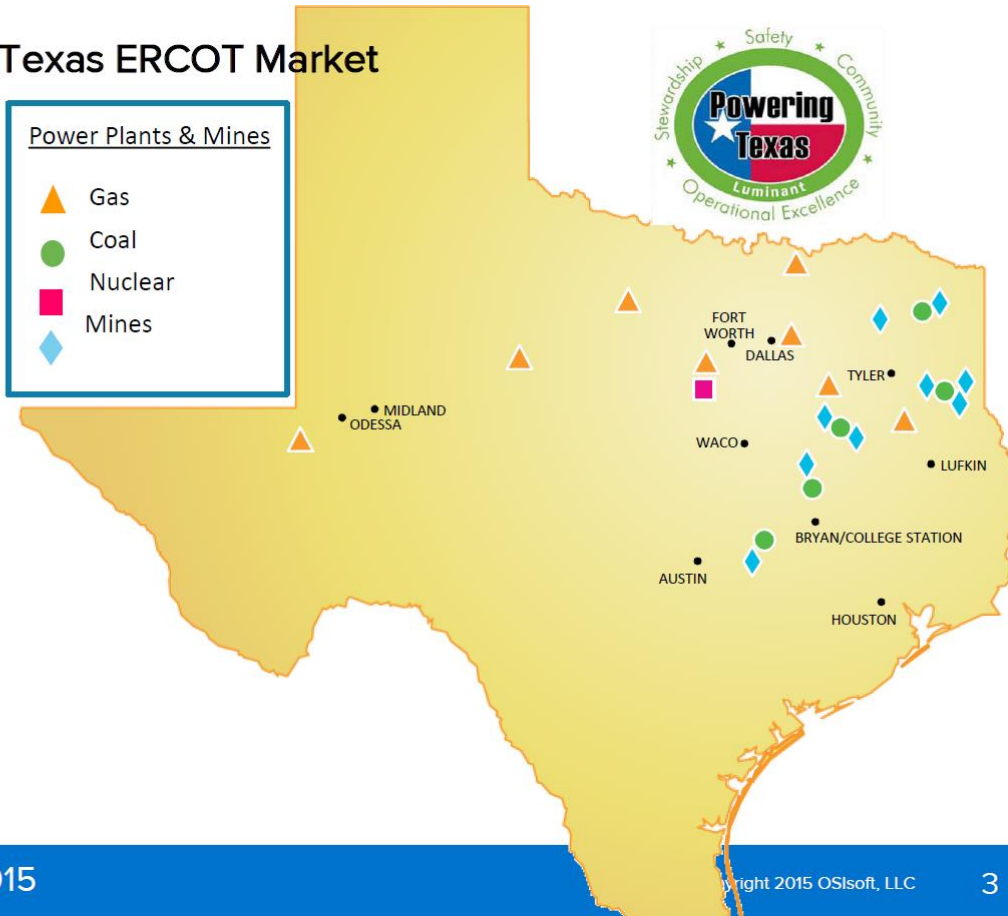 Texas ERCOT Market
Power Plants & Mines
Gas
Coal
Nuclear
Mines
Stewardship
Safety
Community
Powering
Texas
Luminant
Operational Excellence
FORT
WORTH
DALLAS
TYLER
MIDLAND
ODESSA
WACO
LUFKIN
BRYAN/COLLEGE STATION
AUSTIN
HOUSTON
015
right 2015 OSIsoft, LLC
3